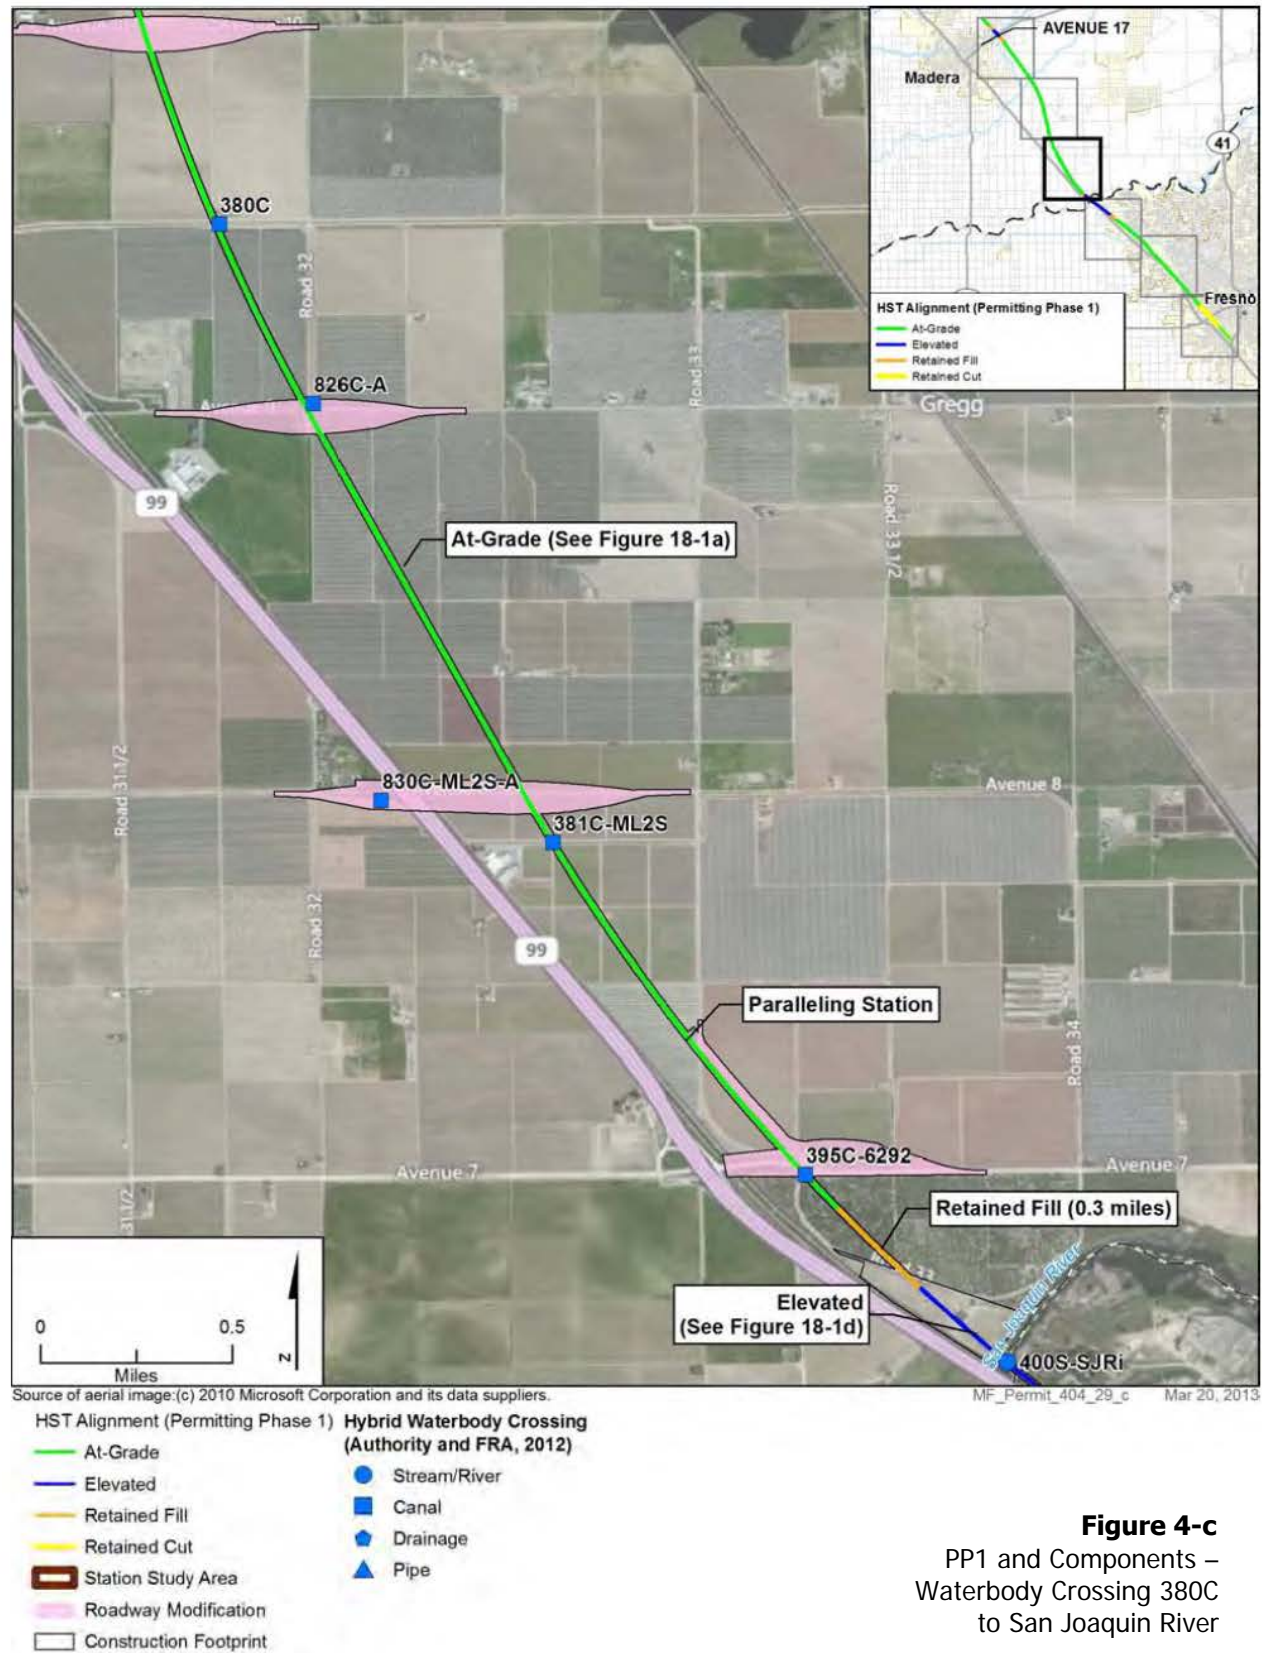 AVENUE 17
Madera
41
Fresno
HST Alignment (Permitting Phase 1)
At-Grade
Elevated
Retained Fill
Retained Cut
380C
Road 32
826C-A
Road 33
Gregg
99
Road 33 1/2
At-Grade (See Figure 18-1a)
Road 31 1/2
830C-ML2S-A
Avenue 8
381C-ML2S
Road 32
99
Paralleling Station
Road 34
395C-6292
Avenue 7
Avenue 7
31 1/2
Retained Fill (0.3 miles)
San Joaquin River
Elevated
(See Figure 18-1d)
400S-SJRi
0 0.5
Miles
N
Source of aerial image:(c) 2010 Microsoft Corporation and its data suppliers.
MF_Permit_404_29_c Mar 20, 2013
HST Alignment (Permitting Phase 1)
At-Grade
Elevated
Retained Fill
Retained Cut
Station Study Area
Roadway Modification
Construction Footprint
Hybrid Waterbody Crossing
(Authority and FRA, 2012)
Stream/River
Canal
Drainage
Pipe
Figure 4-c
PP1 and Components –
Waterbody Crossing 380C
to San Joaquin River